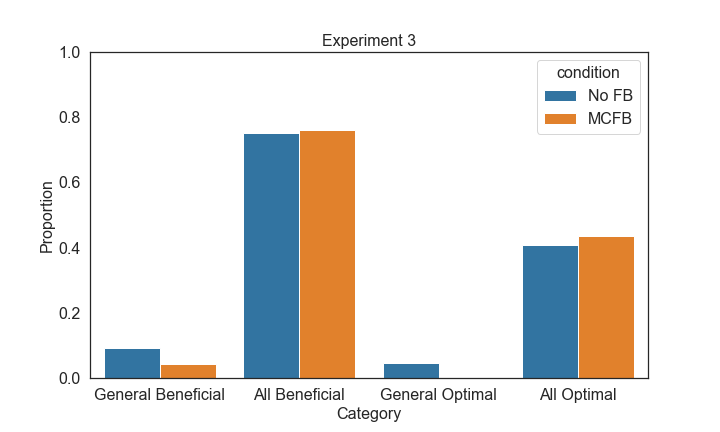 Experiment 3
condition
No FB
MCFB
Proportion
1.0
0.8
0.6
0.4
0.2
0.0
General Beneficial
All Beneficial
General Optimal
All Optimal
Category